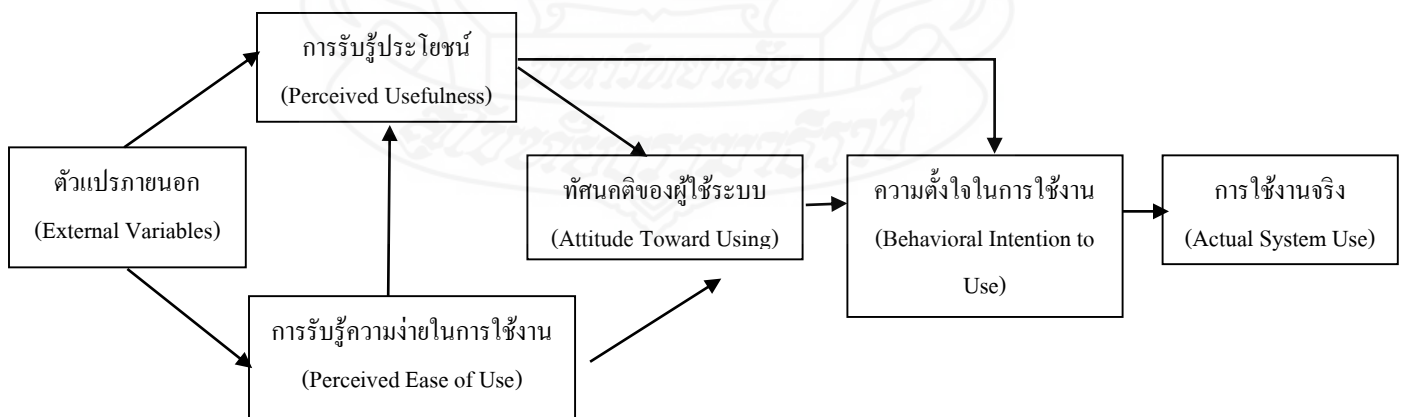 การรับรู้ประโยชน์
(Perceived Usefulness)
ตัวแปรภายนอก
(External Variables)
ทัศนคติของผู้ใช้ระบบ
(Attitude Toward Using)
ความตั้งใจในการใช้งาน
(Behavioral Intention to
Use)
การใช้งานจริง
(Actual System Use)
การรับรู้ความง่ายในการใช้งาน
(Perceived Ease of Use)